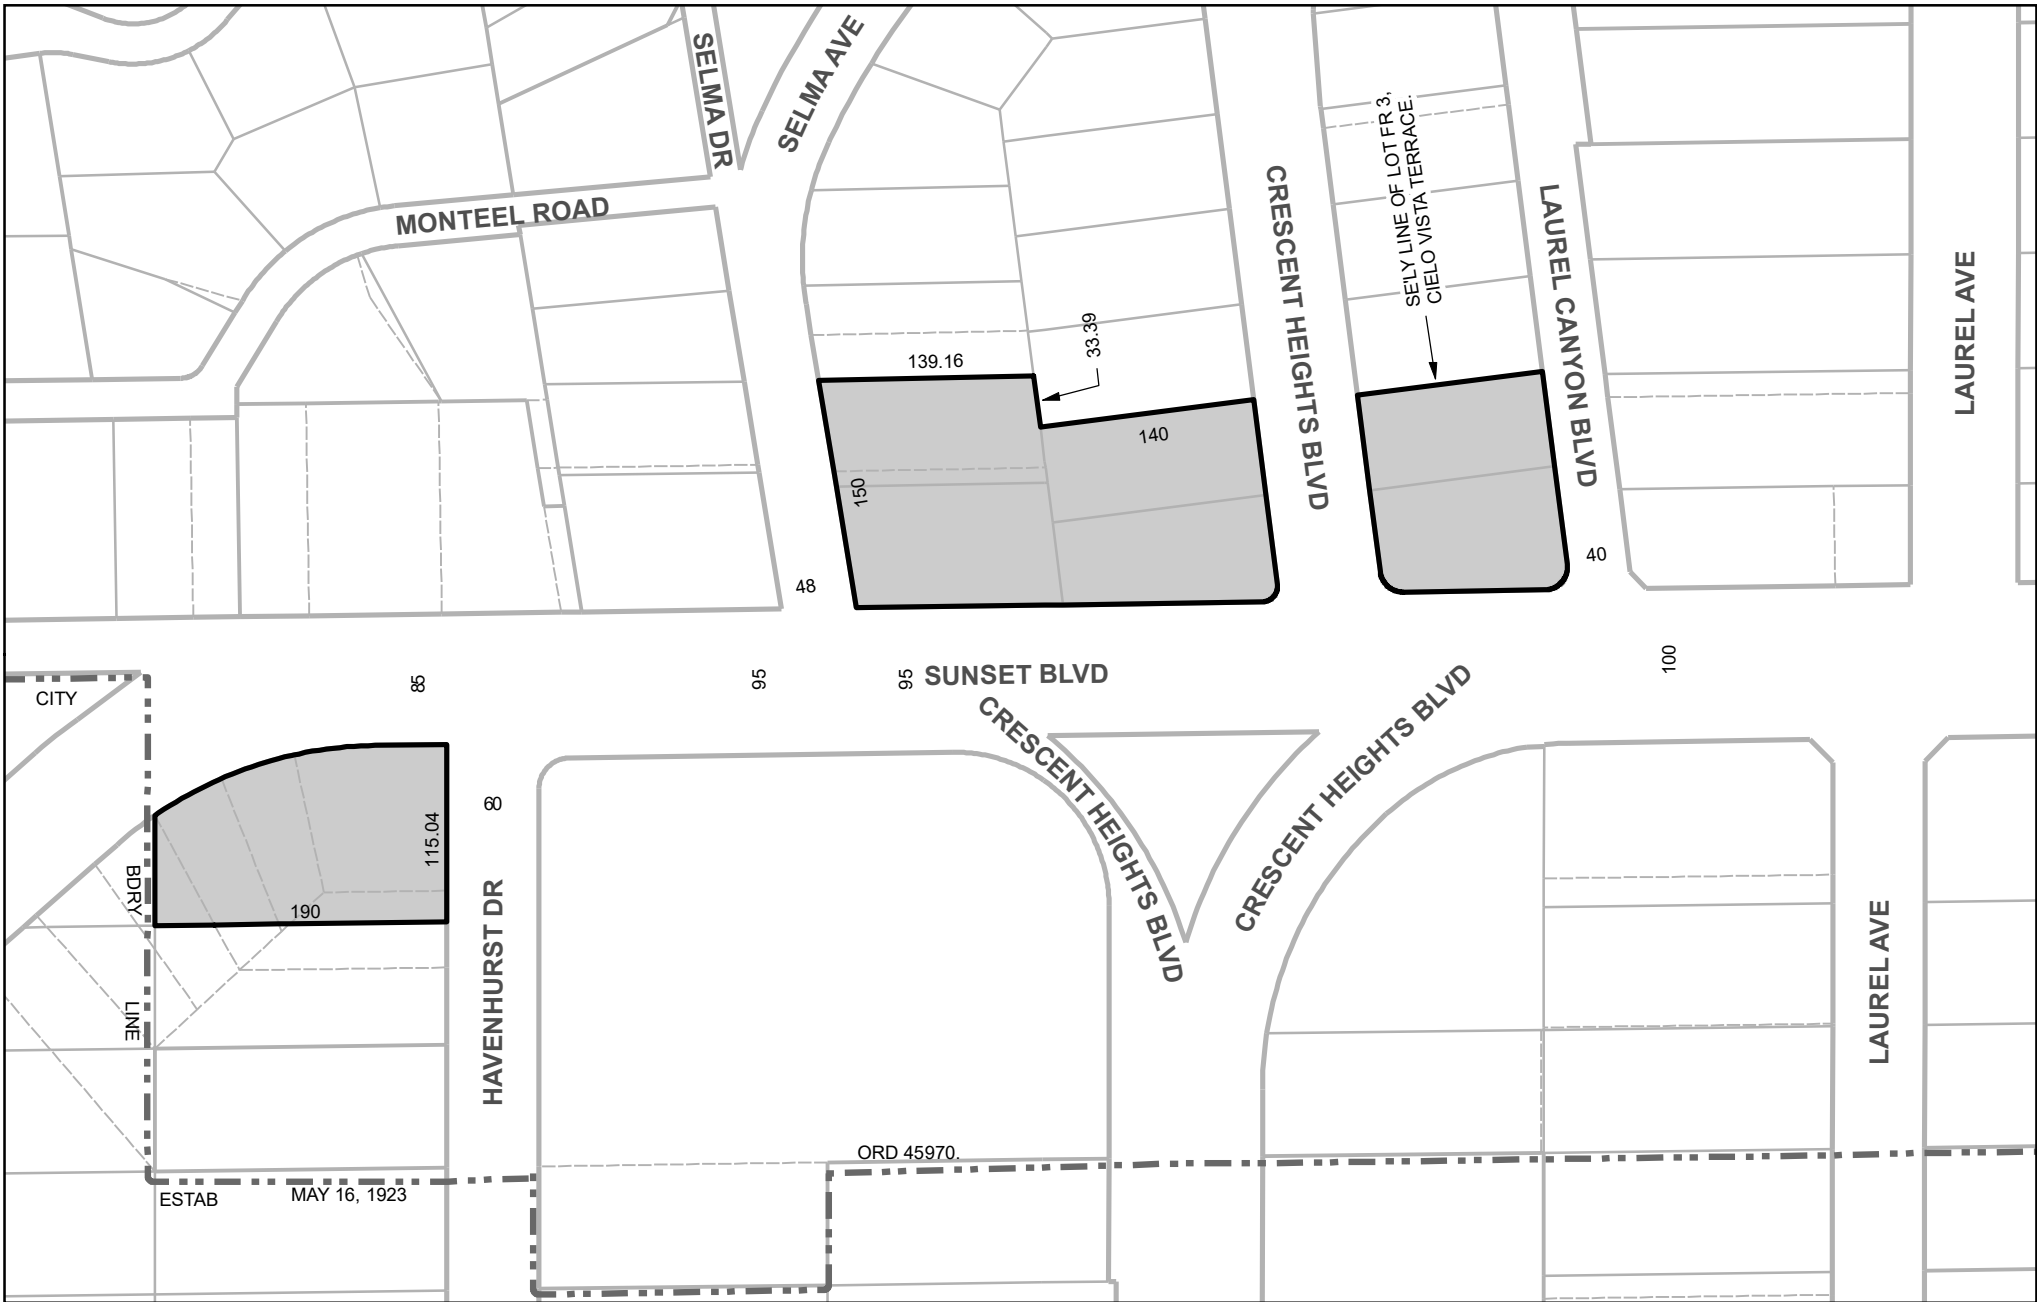 SELMA DR
SELMA AVE
MONTEEL ROAD
CRESCENT HEIGHTS BLVD
SE'LY LINE OF LOT FR 3,
CIELO VISTA TERRACE.
LAUREL CANYON BLVD
LAUREL AVE
139.16
33.39
140
150
48
40
CITY
85
95
95
SUNSET BLVD
100
CRESCENT HEIGHTS BLVD
CRESCENT HEIGHTS BLVD
60
115.04
190
BDRY
LINE
HAVENHURST DR
LAUREL AVE
ORD 45970.
ESTAB
MAY 16, 1923